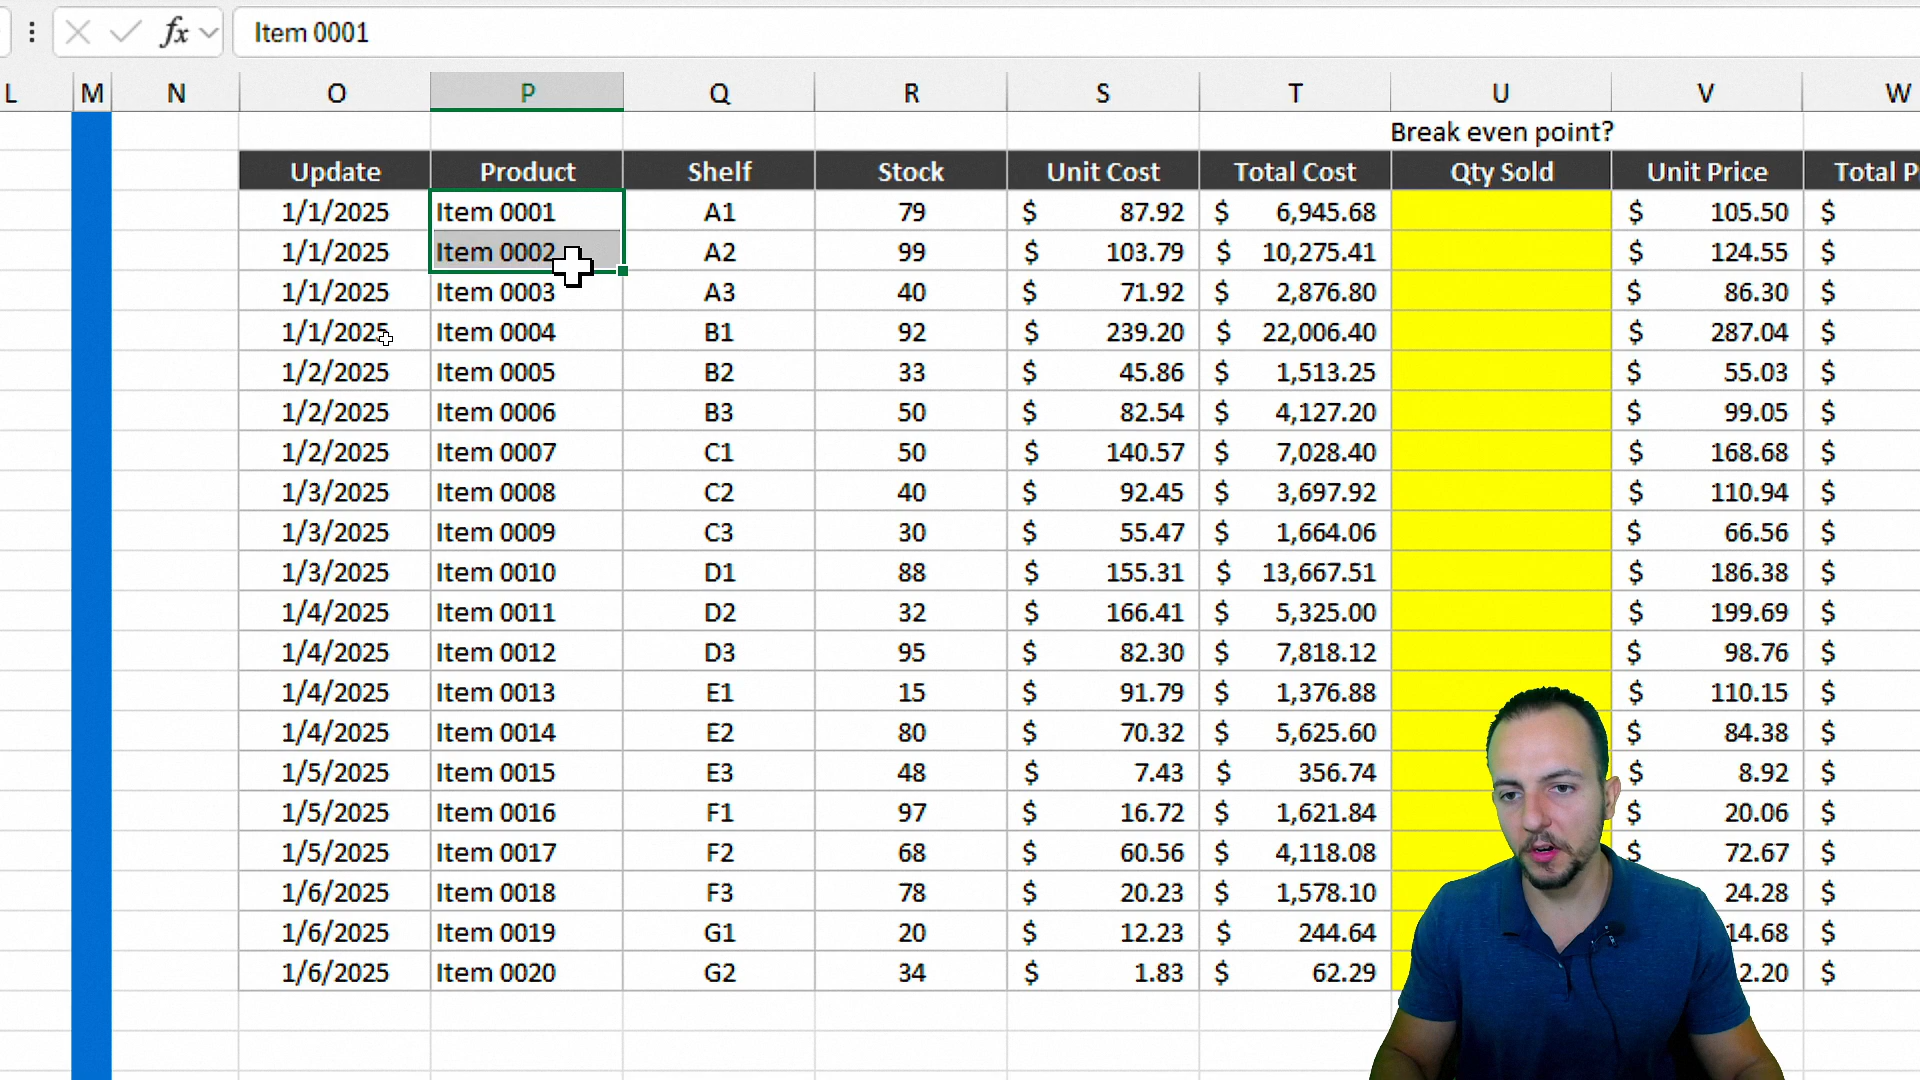 fx Item 0001
L M N O P Q R S T U V W
Break even point?
Update Product Shelf Stock Unit Cost Total Cost Qty Sold Unit Price Total P
1/1/2025 Item 0001 A1 79 $ 87.92 $ 6,945.68 $ 105.50 $
1/1/2025 Item 0002 A2 99 $ 103.79 $ 10,275.41 $ 124.55 $
1/1/2025 Item 0003 A3 40 $ 71.92 $ 2,876.80 $ 86.30 $
1/1/2025 Item 0004 B1 92 $ 239.20 $ 22,006.40 $ 287.04 $
1/2/2025 Item 0005 B2 33 $ 45.86 $ 1,513.25 $ 55.03 $
1/2/2025 Item 0006 B3 50 $ 82.54 $ 4,127.20 $ 99.05 $
1/2/2025 Item 0007 C1 50 $ 140.57 $ 7,028.40 $ 168.68 $
1/3/2025 Item 0008 C2 40 $ 92.45 $ 3,697.92 $ 110.94 $
1/3/2025 Item 0009 C3 30 $ 55.47 $ 1,664.06 $ 66.56 $
1/3/2025 Item 0010 D1 88 $ 155.31 $ 13,667.51 $ 186.38 $
1/4/2025 Item 0011 D2 32 $ 166.41 $ 5,325.00 $ 199.69 $
1/4/2025 Item 0012 D3 95 $ 82.30 $ 7,818.12 $ 98.76 $
1/4/2025 Item 0013 E1 15 $ 91.79 $ 1,376.88 $ 110.15 $
1/4/2025 Item 0014 E2 80 $ 70.32 $ 5,625.60 $ 84.38 $
1/5/2025 Item 0015 E3 48 $ 7.43 $ 356.74 $ 8.92 $
1/5/2025 Item 0016 F1 97 $ 16.72 $ 1,621.84 $ 20.06 $
1/5/2025 Item 0017 F2 68 $ 60.56 $ 4,118.08 $ 72.67 $
1/6/2025 Item 0018 F3 78 $ 20.23 $ 1,578.10 24.28 $
1/6/2025 Item 0019 G1 20 $ 12.23 $ 244.64 14.68 $
1/6/2025 Item 0020 G2 34 $ 1.83 $ 62.29 2.20 $